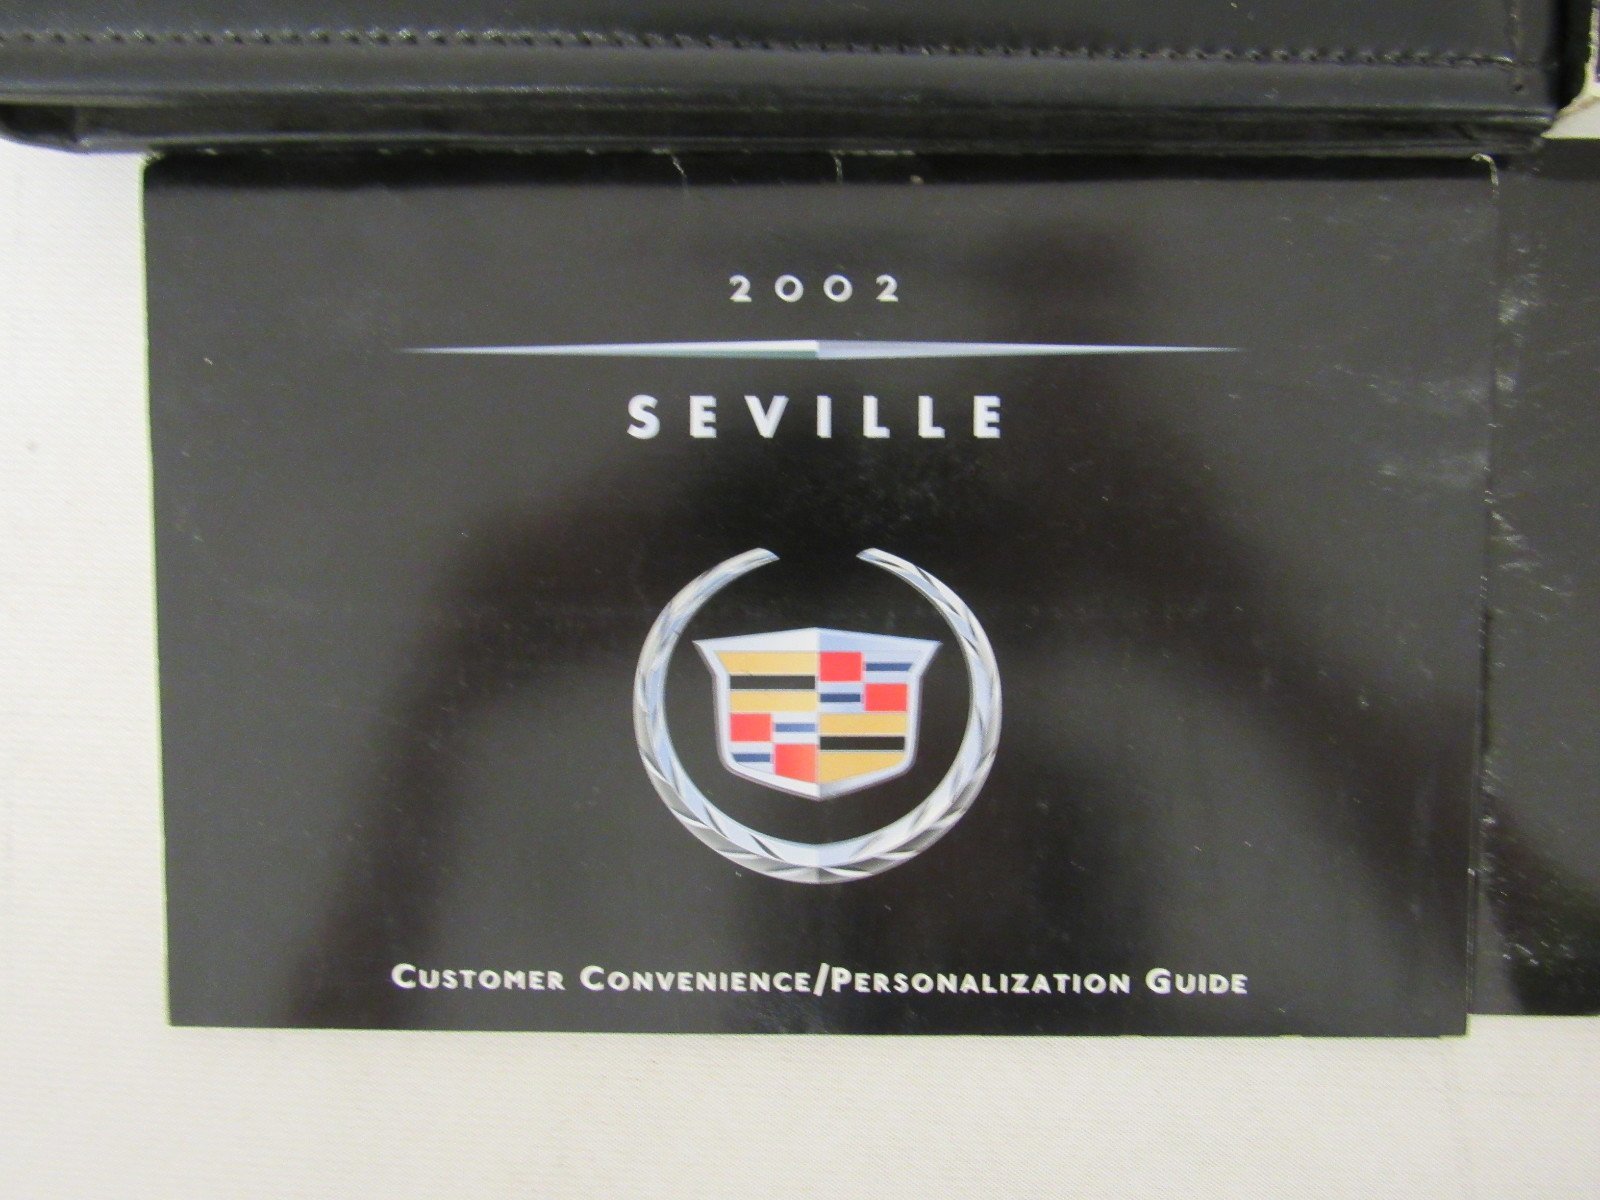 2002
SEVILLE
CUSTOMER CONVENIENCE/PERSONALIZATION GUIDE